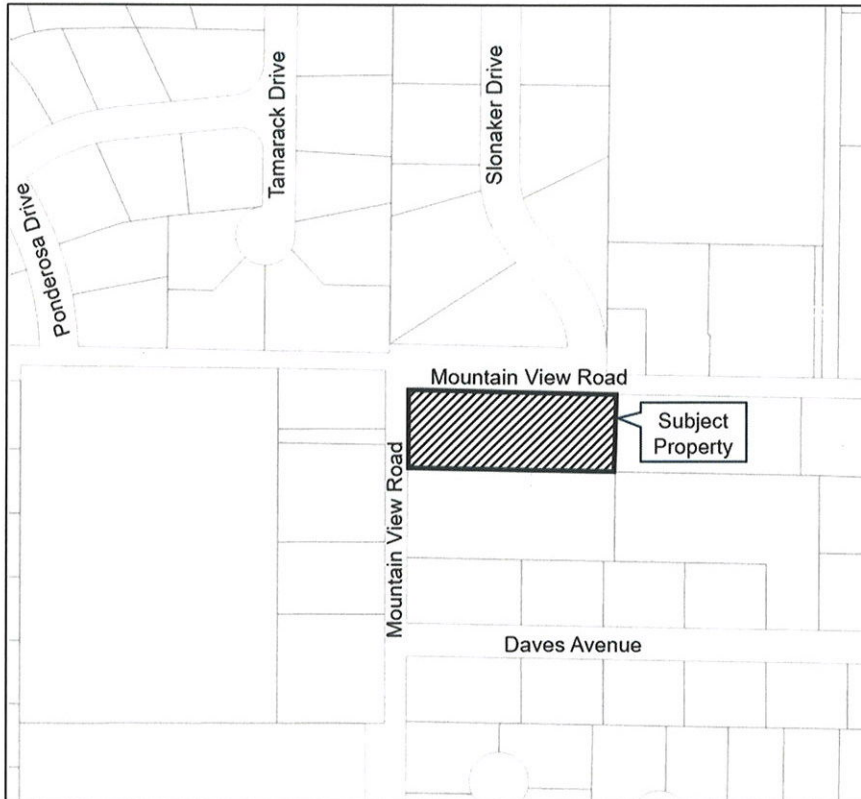 Tamarack Drive
Slonaker Drive
Ponderosa Drive
Mountain View Road
Subject
Property
Mountain View Road
Daves Avenue